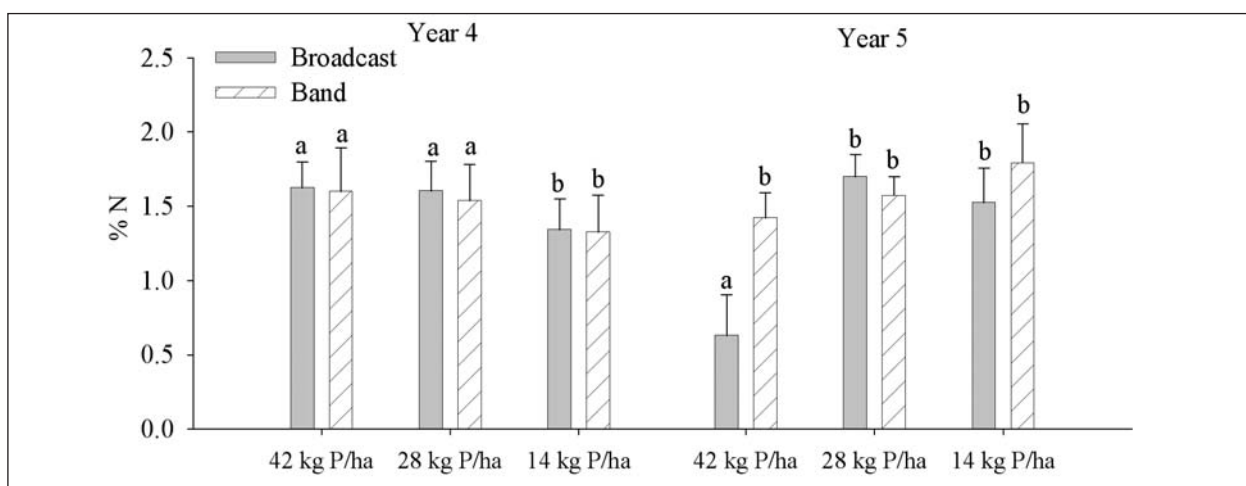 Year 4
Year 5
Broadcast
Band
% N
2.5
2.0
1.5
1.0
0.5
0.0
a
a
a
a
b
b
a
b
b
b
b
b
42 kg P/ha
28 kg P/ha
14 kg P/ha
42 kg P/ha
28 kg P/ha
14 kg P/ha